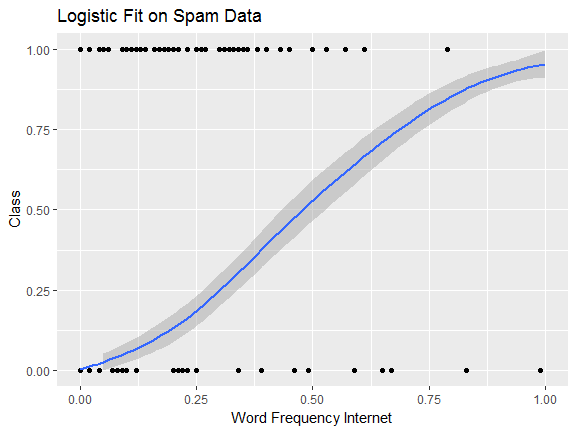 Logistic Fit on Spam Data
1.00
0.75
0.50
0.25
0.00
Class
0.00 0.25 0.50 0.75 1.00
Word Frequency Internet